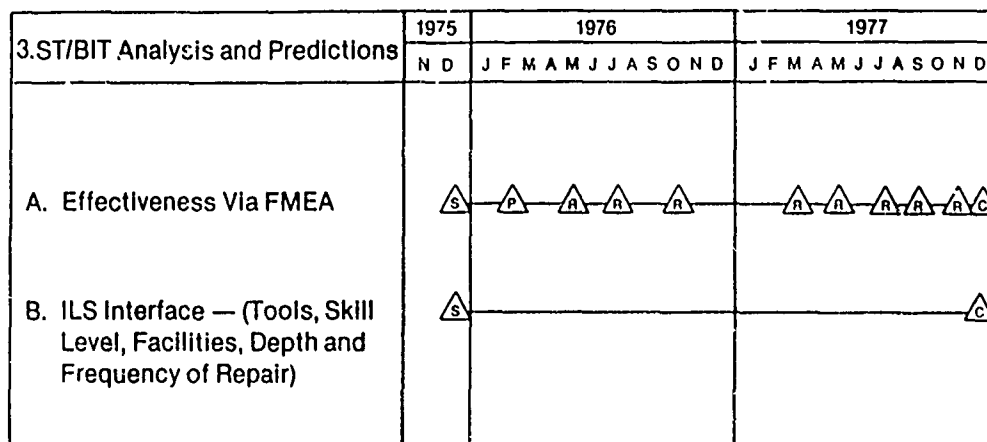 1975 1976 1977
3.ST/BIT Analysis and Predictions
N D J F M A M J J A S O N D J F M A M J J A S O N D
A. Effectiveness Via FMEA
S P R R R R R R R R C
B. ILS Interface — (Tools, Skill
S C
Level, Facilities, Depth and
Frequency of Repair)